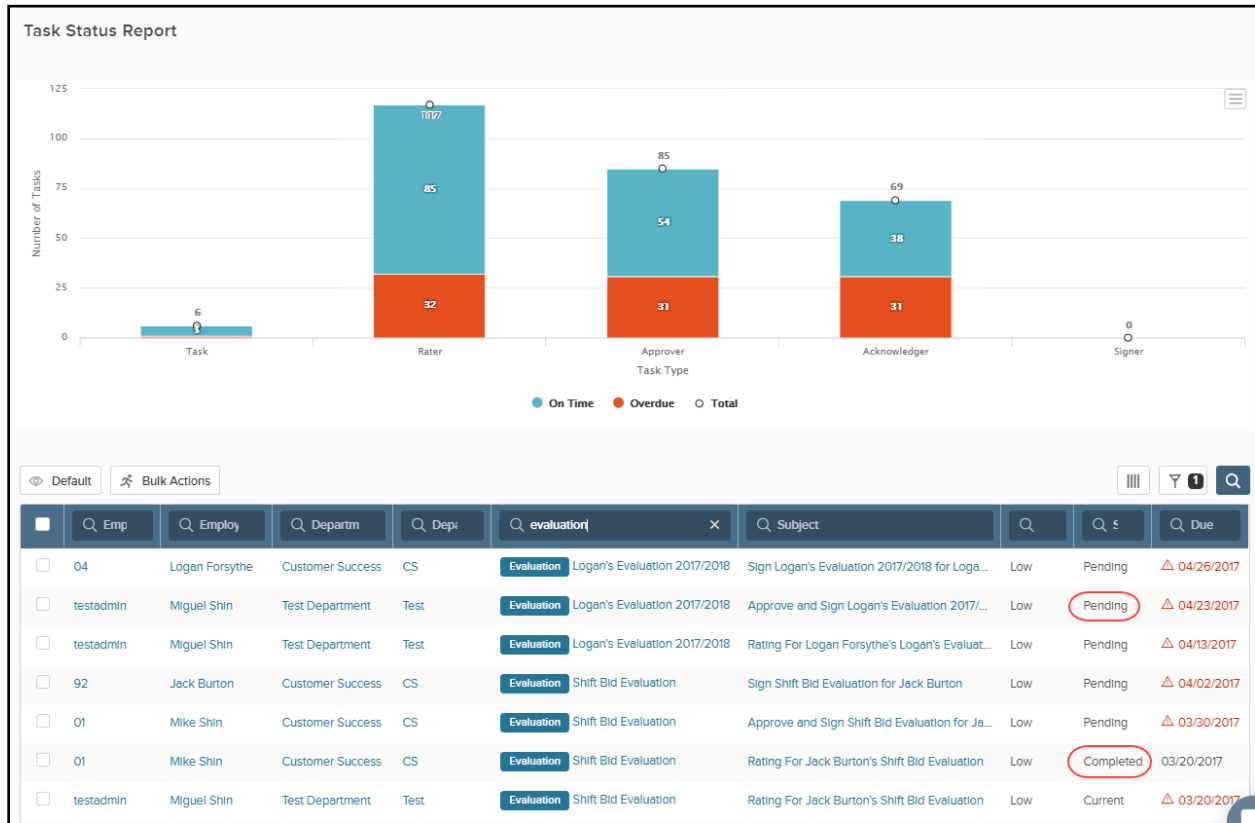 Task Status Report
125
100
75
50
25
0
Number of Tasks
6
117
85
32
85
54
31
69
38
31
0
Task Rater Approver Acknowledger Signer
Task Type
On Time Overdue Total
Default Bulk Actions 1
Emp Employ Departm Depa evaluation × Subject S Due
04 Logan Forsythe Customer Success CS Evaluation Logan's Evaluation 2017/2018 Sign Logan's Evaluation 2017/2018 for Loga... Low Pending 04/26/2017
testadmin Miguel Shin Test Department Test Evaluation Logan's Evaluation 2017/2018 Approve and Sign Logan's Evaluation 2017/... Low Pending 04/23/2017
testadmin Miguel Shin Test Department Test Evaluation Logan's Evaluation 2017/2018 Rating For Logan Forsythe's Logan's Evaluat... Low Pending 04/13/2017
92 Jack Burton Customer Success CS Evaluation Shift Bid Evaluation Sign Shift Bid Evaluation for Jack Burton Low Pending 04/02/2017
01 Mike Shin Customer Success CS Evaluation Shift Bid Evaluation Approve and Sign Shift Bid Evaluation for Ja... Low Pending 03/30/2017
01 Mike Shin Customer Success CS Evaluation Shift Bid Evaluation Rating For Jack Burton's Shift Bid Evaluation Low Completed 03/20/2017
testadmin Miguel Shin Test Department Test Evaluation Shift Bid Evaluation Rating For Jack Burton's Shift Bid Evaluation Low Current 03/20/2017